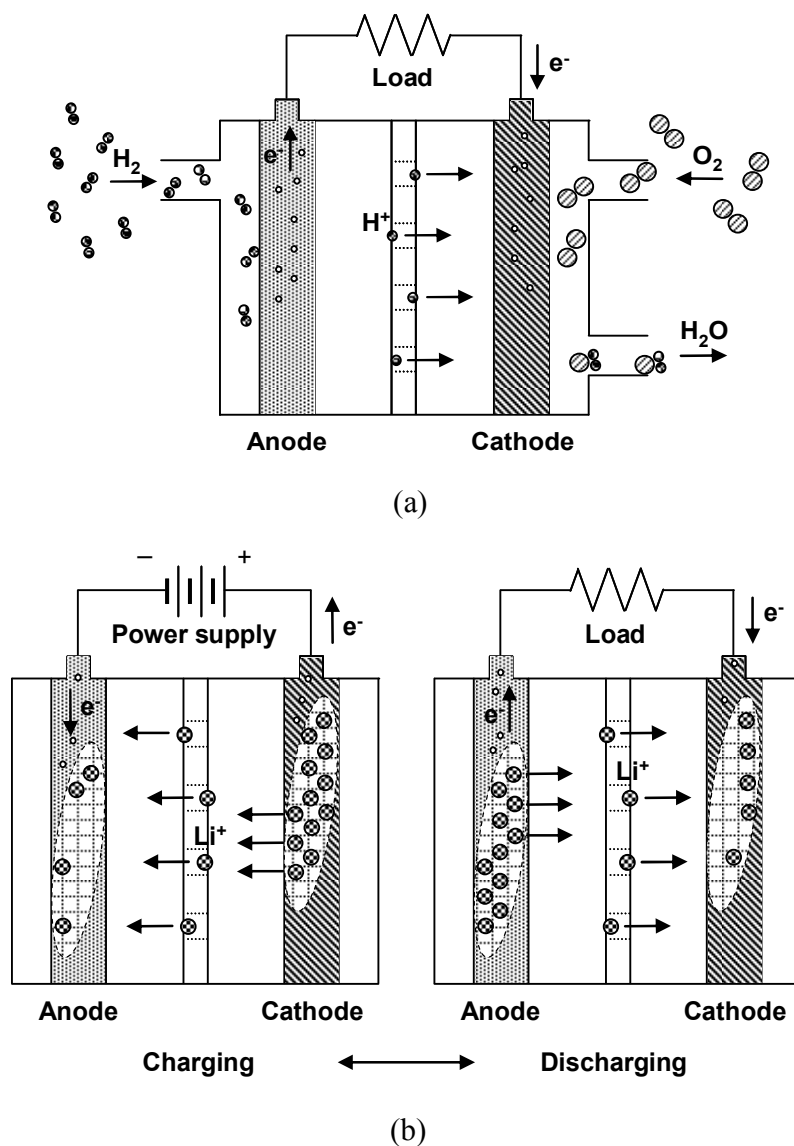 Load
e⁻
H₂
e⁻
O₂
H⁺
H₂O
Anode
Cathode
(a)
− +
Power supply
e⁻
Load
e⁻
e⁻
e⁻
Li⁺
Li⁺
Anode
Cathode
Anode
Cathode
Charging
Discharging
(b)